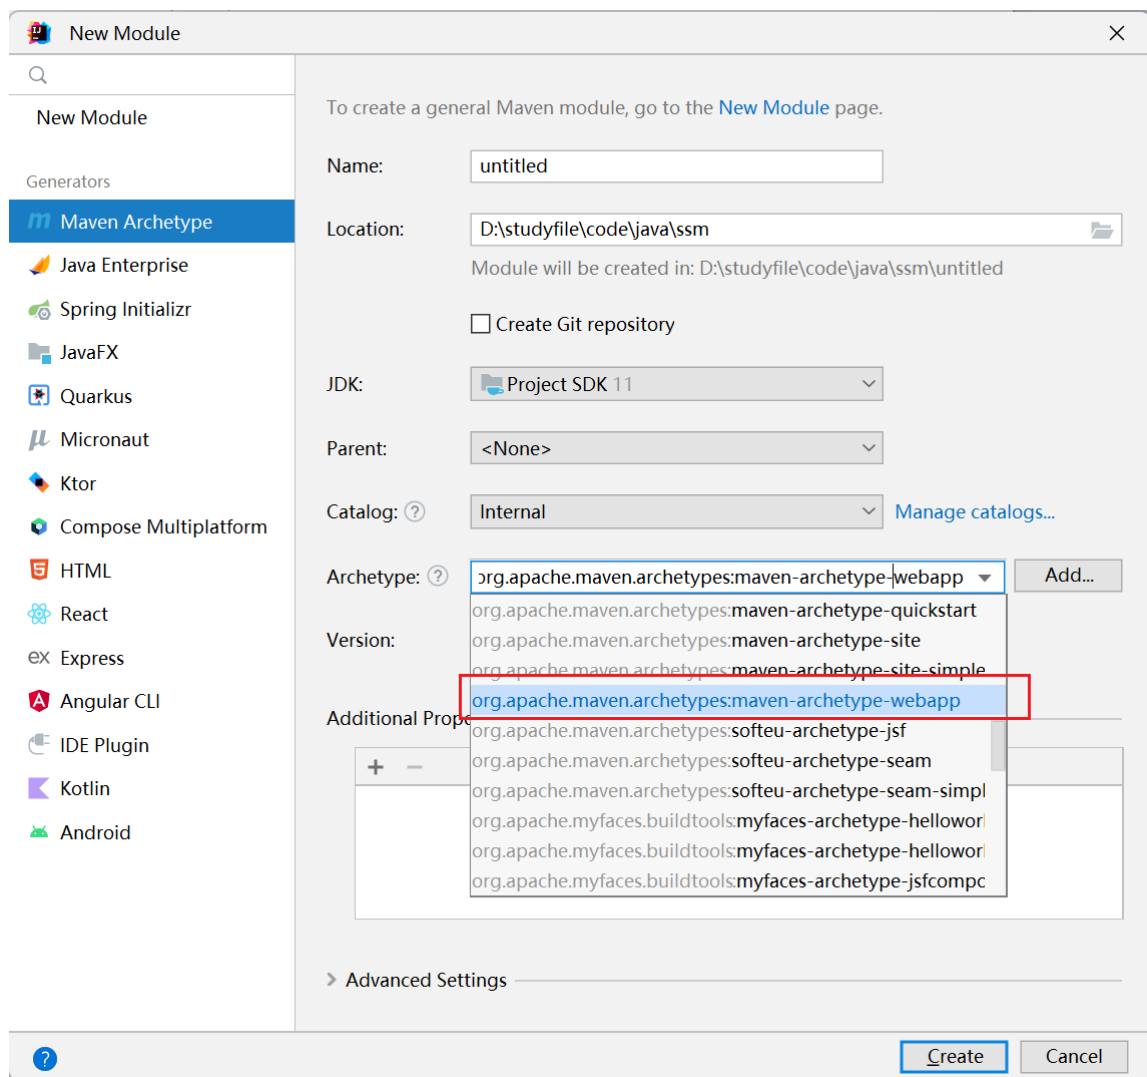 New Module
New Module
Generators
Maven Archetype
Java Enterprise
Spring Initializr
JavaFX
Quarkus
Micronaut
Ktor
Compose Multiplatform
HTML
React
Express
Angular CLI
IDE Plugin
Kotlin
Android
To create a general Maven module, go to the New Module page.
Name: untitled
Location: D:\studyfile\code\java\ssm
Module will be created in: D:\studyfile\code\java\ssm\untitled
Create Git repository
JDK: Project SDK 11
Parent: <None>
Catalog: ? Internal Manage catalogs...
Archetype: ? org.apache.maven.archetypes:maven-archetype-webapp Add...
org.apache.maven.archetypes:maven-archetype-quickstart
Version: org.apache.maven.archetypes:maven-archetype-site
org.apache.maven.archetypes:maven-archetype-site-simple
org.apache.maven.archetypes:maven-archetype-webapp
Additional Prope
org.apache.maven.archetypes:softeu-archetype-jsf
org.apache.maven.archetypes:softeu-archetype-seam
org.apache.maven.archetypes:softeu-archetype-seam-simpl
org.apache.myfaces.buildtools:myfaces-archetype-hellowor
org.apache.myfaces.buildtools:myfaces-archetype-hellowor
org.apache.myfaces.buildtools:myfaces-archetype-jsfcompo
Advanced Settings
? Create Cancel